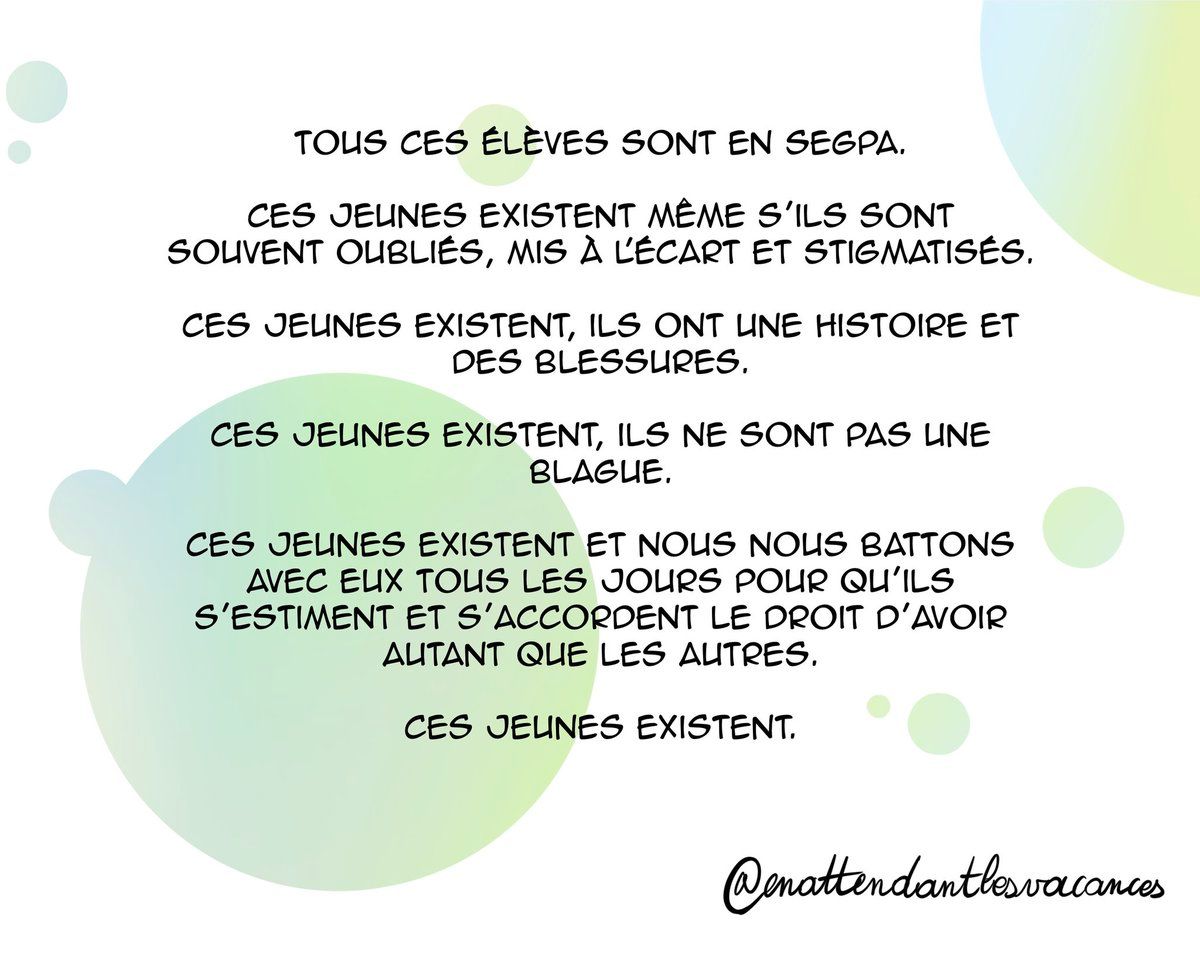 TOUS CES ÉLÈVES SONT EN SEGPA.
CES JEUNES EXISTENT MÊME S'ILS SONT
SOUVENT OUBLIÉS, MIS À L'ÉCART ET STIGMATISÉS.
CES JEUNES EXISTENT, ILS ONT UNE HISTOIRE ET
DES BLESSURES.
CES JEUNES EXISTENT, ILS NE SONT PAS UNE
BLAGUE.
CES JEUNES EXISTENT ET NOUS NOUS BATTONS
AVEC EUX TOUS LES JOURS POUR QU'ILS
S'ESTIMENT ET S'ACCORDENT LE DROIT D'AVOIR
AUTANT QUE LES AUTRES.
CES JEUNES EXISTENT.
@enattendantlesvacances